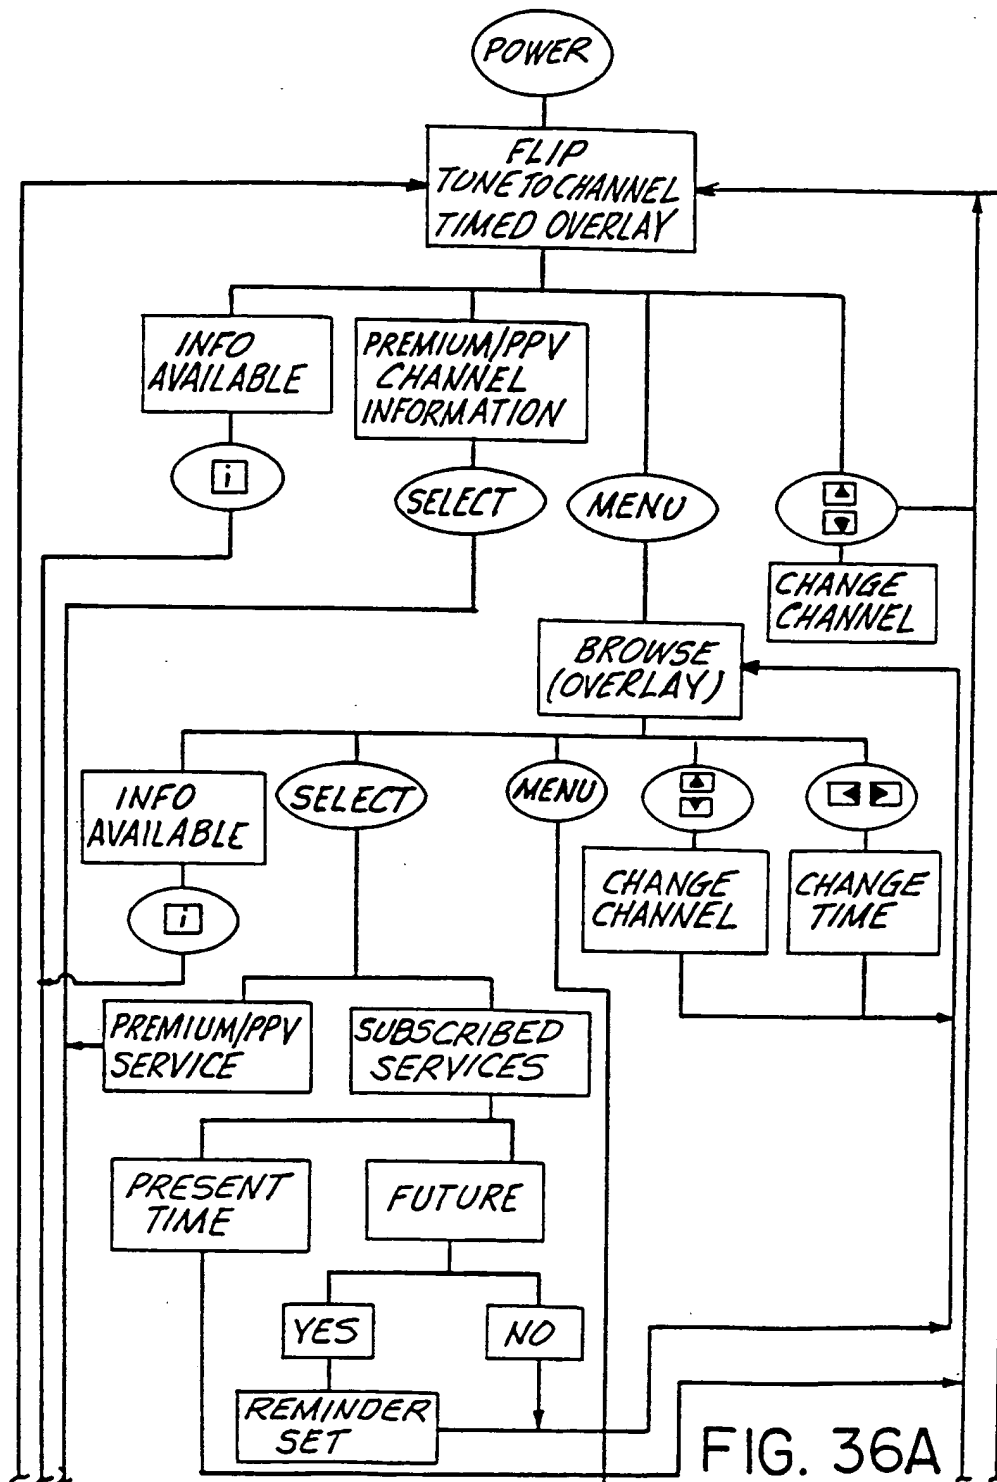 POWER
FLIP
TUNE TO CHANNEL
TIMED OVERLAY
INFO
AVAILABLE
PREMIUM/PPV
CHANNEL
INFORMATION
i
SELECT
MENU
CHANGE
CHANNEL
BROWSE
(OVERLAY)
INFO
AVAILABLE
SELECT
MENU
i
CHANGE
CHANNEL
CHANGE
TIME
PREMIUM/PPV
SERVICE
SUBSCRIBED
SERVICES
PRESENT
TIME
FUTURE
YES
NO
REMINDER
SET
FIG. 36A